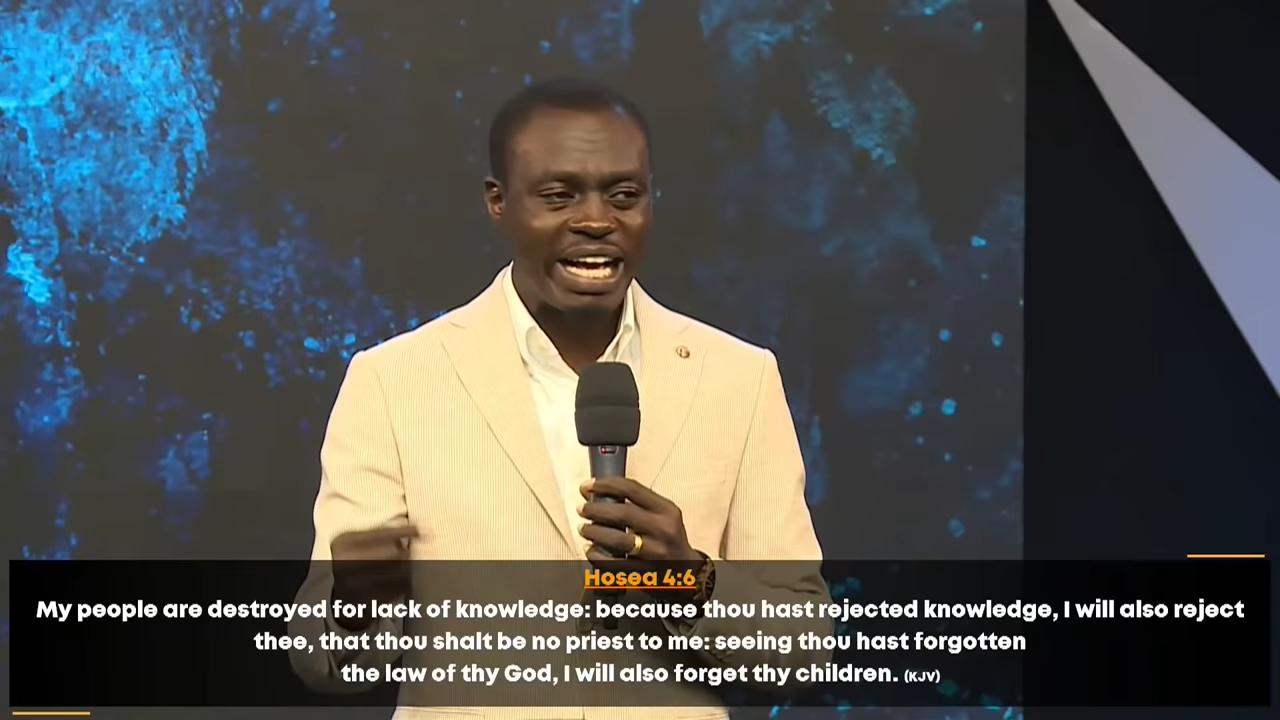 Hosea 4:6
My people are destroyed for lack of knowledge: because thou hast rejected knowledge, I will also reject
thee, that thou shalt be no priest to me: seeing thou hast forgotten
the law of thy God, I will also forget thy children. (KJV)